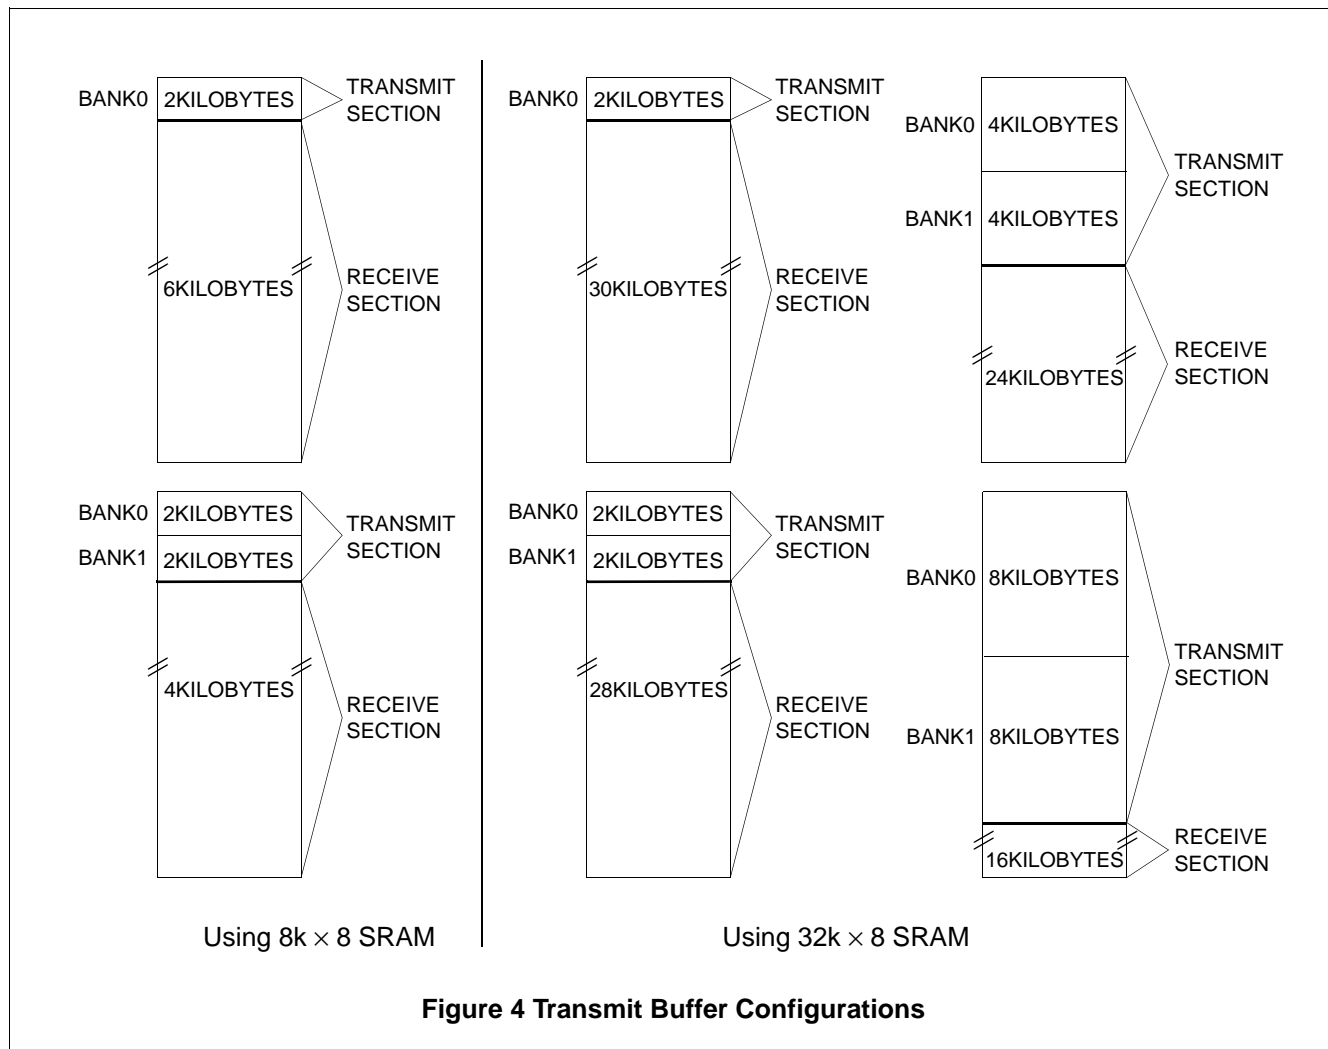 BANK0
2KILOBYTES
TRANSMIT
SECTION
6KILOBYTES
RECEIVE
SECTION
BANK0
2KILOBYTES
BANK1
2KILOBYTES
TRANSMIT
SECTION
4KILOBYTES
RECEIVE
SECTION
Using 8k × 8 SRAM
BANK0
2KILOBYTES
TRANSMIT
SECTION
30KILOBYTES
RECEIVE
SECTION
BANK0
4KILOBYTES
BANK1
4KILOBYTES
TRANSMIT
SECTION
24KILOBYTES
RECEIVE
SECTION
BANK0
2KILOBYTES
BANK1
2KILOBYTES
TRANSMIT
SECTION
28KILOBYTES
RECEIVE
SECTION
BANK0
8KILOBYTES
BANK1
8KILOBYTES
TRANSMIT
SECTION
16KILOBYTES
RECEIVE
SECTION
Using 32k × 8 SRAM
Figure 4 Transmit Buffer Configurations